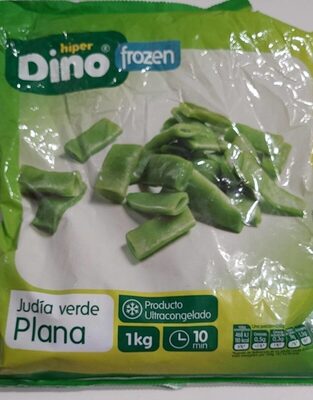 hiper
Dino®
frozen
Judía verde
Plana
Producto
Ultracongelado
1kg
10
min